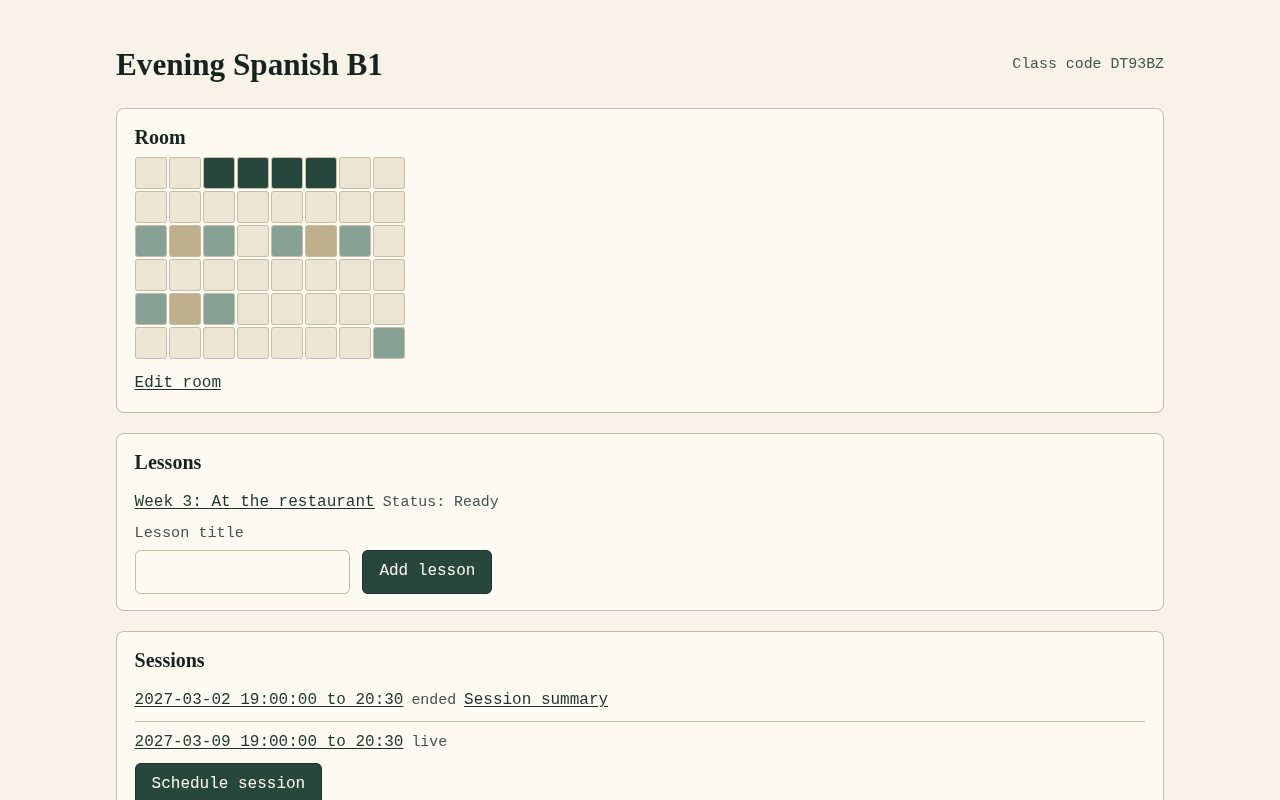 Evening Spanish B1
Class code DT93BZ
Room
Edit room
Lessons
Week 3: At the restaurant Status: Ready
Lesson title
Add lesson
Sessions
2027-03-02 19:00:00 to 20:30 ended Session summary
2027-03-09 19:00:00 to 20:30 live
Schedule session